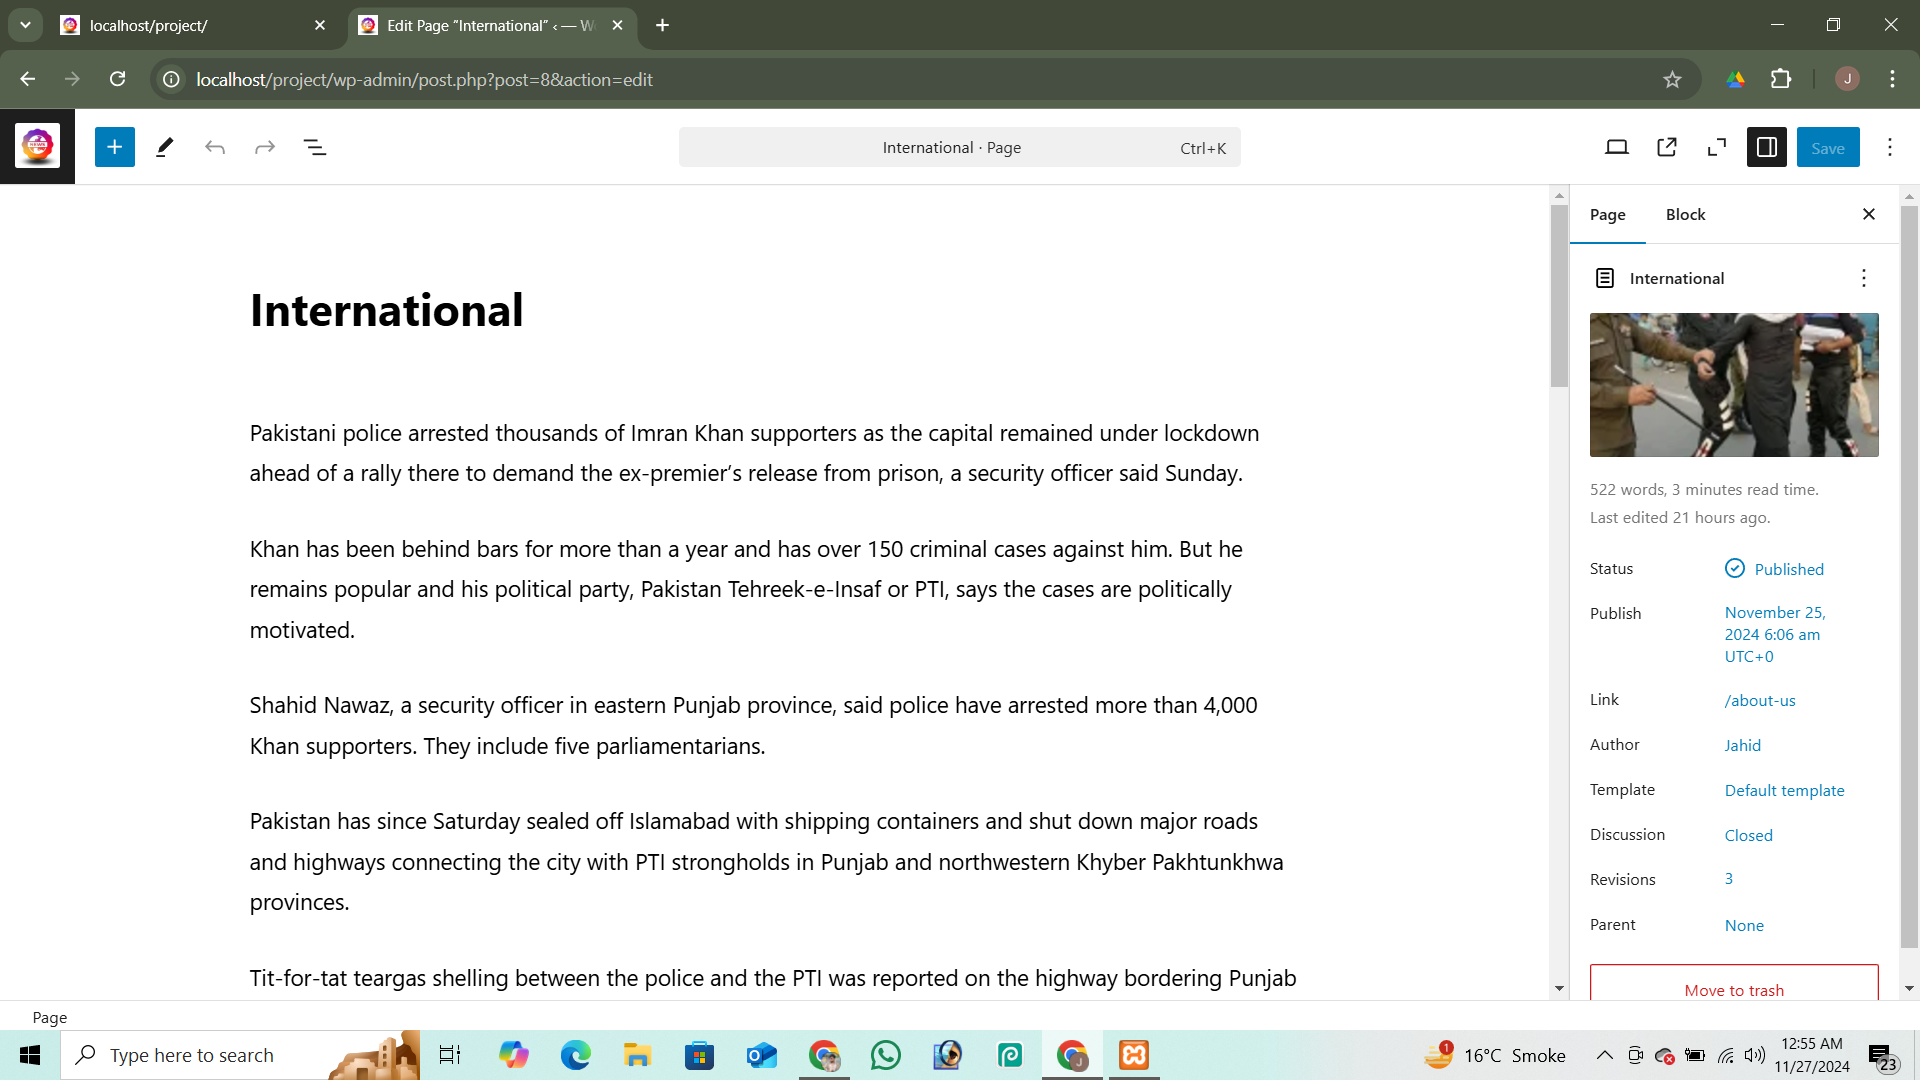 localhost/project/
Edit Page “International” ‹ — W
localhost/project/wp-admin/post.php?post=8&action=edit
J
NEWS
International · Page
Ctrl+K
Save
Page
Block
International
522 words, 3 minutes read time.
Last edited 21 hours ago.
Status
Published
Publish
November 25,
2024 6:06 am
UTC+0
Link
/about-us
Author
Jahid
Template
Default template
Discussion
Closed
Revisions
3
Parent
None
Move to trash
International
Pakistani police arrested thousands of Imran Khan supporters as the capital remained under lockdown
ahead of a rally there to demand the ex-premier’s release from prison, a security officer said Sunday.
Khan has been behind bars for more than a year and has over 150 criminal cases against him. But he
remains popular and his political party, Pakistan Tehreek-e-Insaf or PTI, says the cases are politically
motivated.
Shahid Nawaz, a security officer in eastern Punjab province, said police have arrested more than 4,000
Khan supporters. They include five parliamentarians.
Pakistan has since Saturday sealed off Islamabad with shipping containers and shut down major roads
and highways connecting the city with PTI strongholds in Punjab and northwestern Khyber Pakhtunkhwa
provinces.
Tit-for-tat teargas shelling between the police and the PTI was reported on the highway bordering Punjab
Page
Type here to search
1
16°C Smoke
12:55 AM
11/27/2024
23